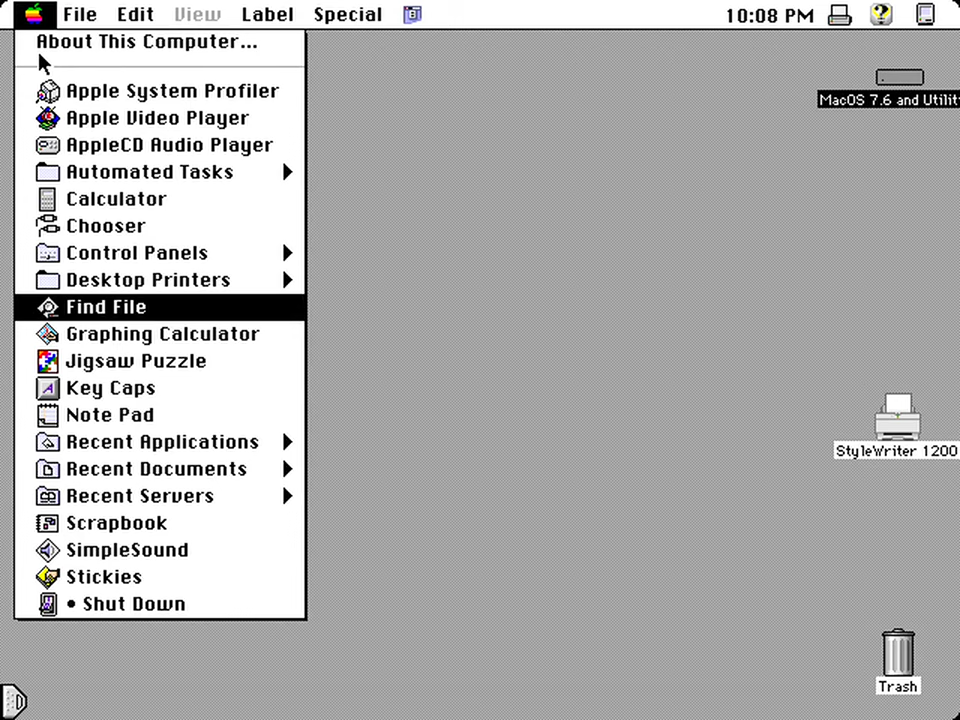 File Edit View Label Special 10:08 PM
About This Computer...
Apple System Profiler
Apple Video Player
AppleCD Audio Player
Automated Tasks
Calculator
Chooser
Control Panels
Desktop Printers
Find File
Graphing Calculator
Jigsaw Puzzle
Key Caps
Note Pad
Recent Applications
Recent Documents
Recent Servers
Scrapbook
SimpleSound
Stickies
• Shut Down
MacOS 7.6 and Utilit
StyleWriter 1200
Trash